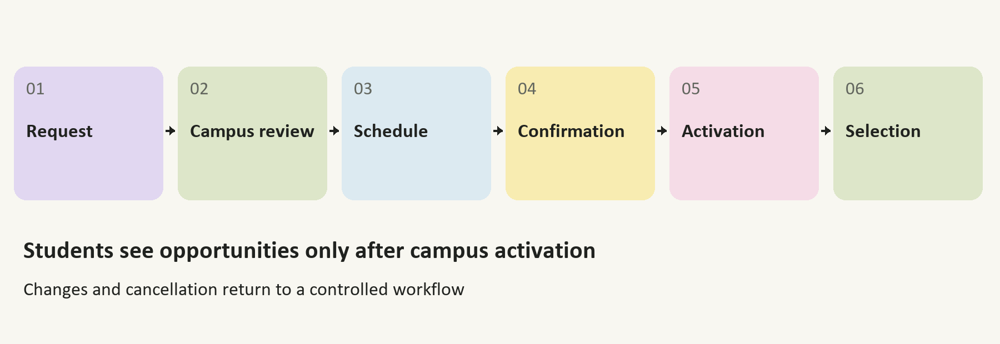 01
Request
02
Campus review
03
Schedule
04
Confirmation
05
Activation
06
Selection
Students see opportunities only after campus activation
Changes and cancellation return to a controlled workflow